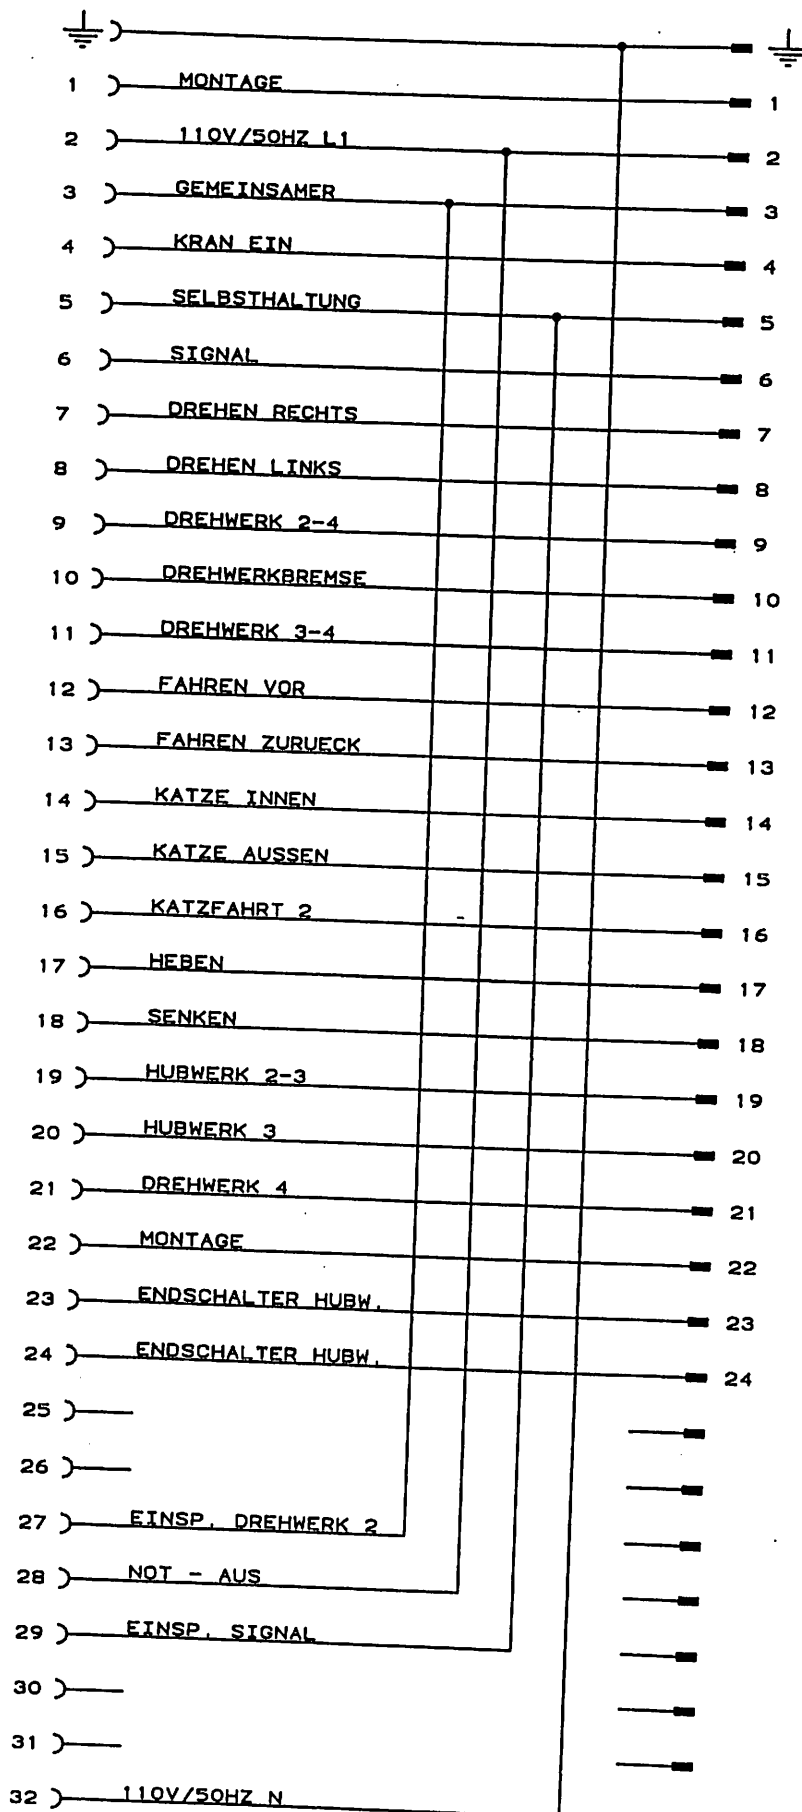 1 MONTAGE 1
2 110V/50HZ L1 2
3 GEMEINSAMER 3
4 KRAN EIN 4
5 SELBSTHALTUNG 5
6 SIGNAL 6
7 DREHEN RECHTS 7
8 DREHEN LINKS 8
9 DREHWERK 2-4 9
10 DREHWERKBREMSE 10
11 DREHWERK 3-4 11
12 FAHREN VOR 12
13 FAHREN ZURUECK 13
14 KATZE INNEN 14
15 KATZE AUSSEN 15
16 KATZFAHRT 2 16
17 HEBEN 17
18 SENKEN 18
19 HUBWERK 2-3 19
20 HUBWERK 3 20
21 DREHWERK 4 21
22 MONTAGE 22
23 ENDSCHALTER HUBW. 23
24 ENDSCHALTER HUBW. 24
25
26
27 EINSP. DREHWERK 2
28 NOT - AUS
29 EINSP. SIGNAL
30
31
32 110V/50HZ N